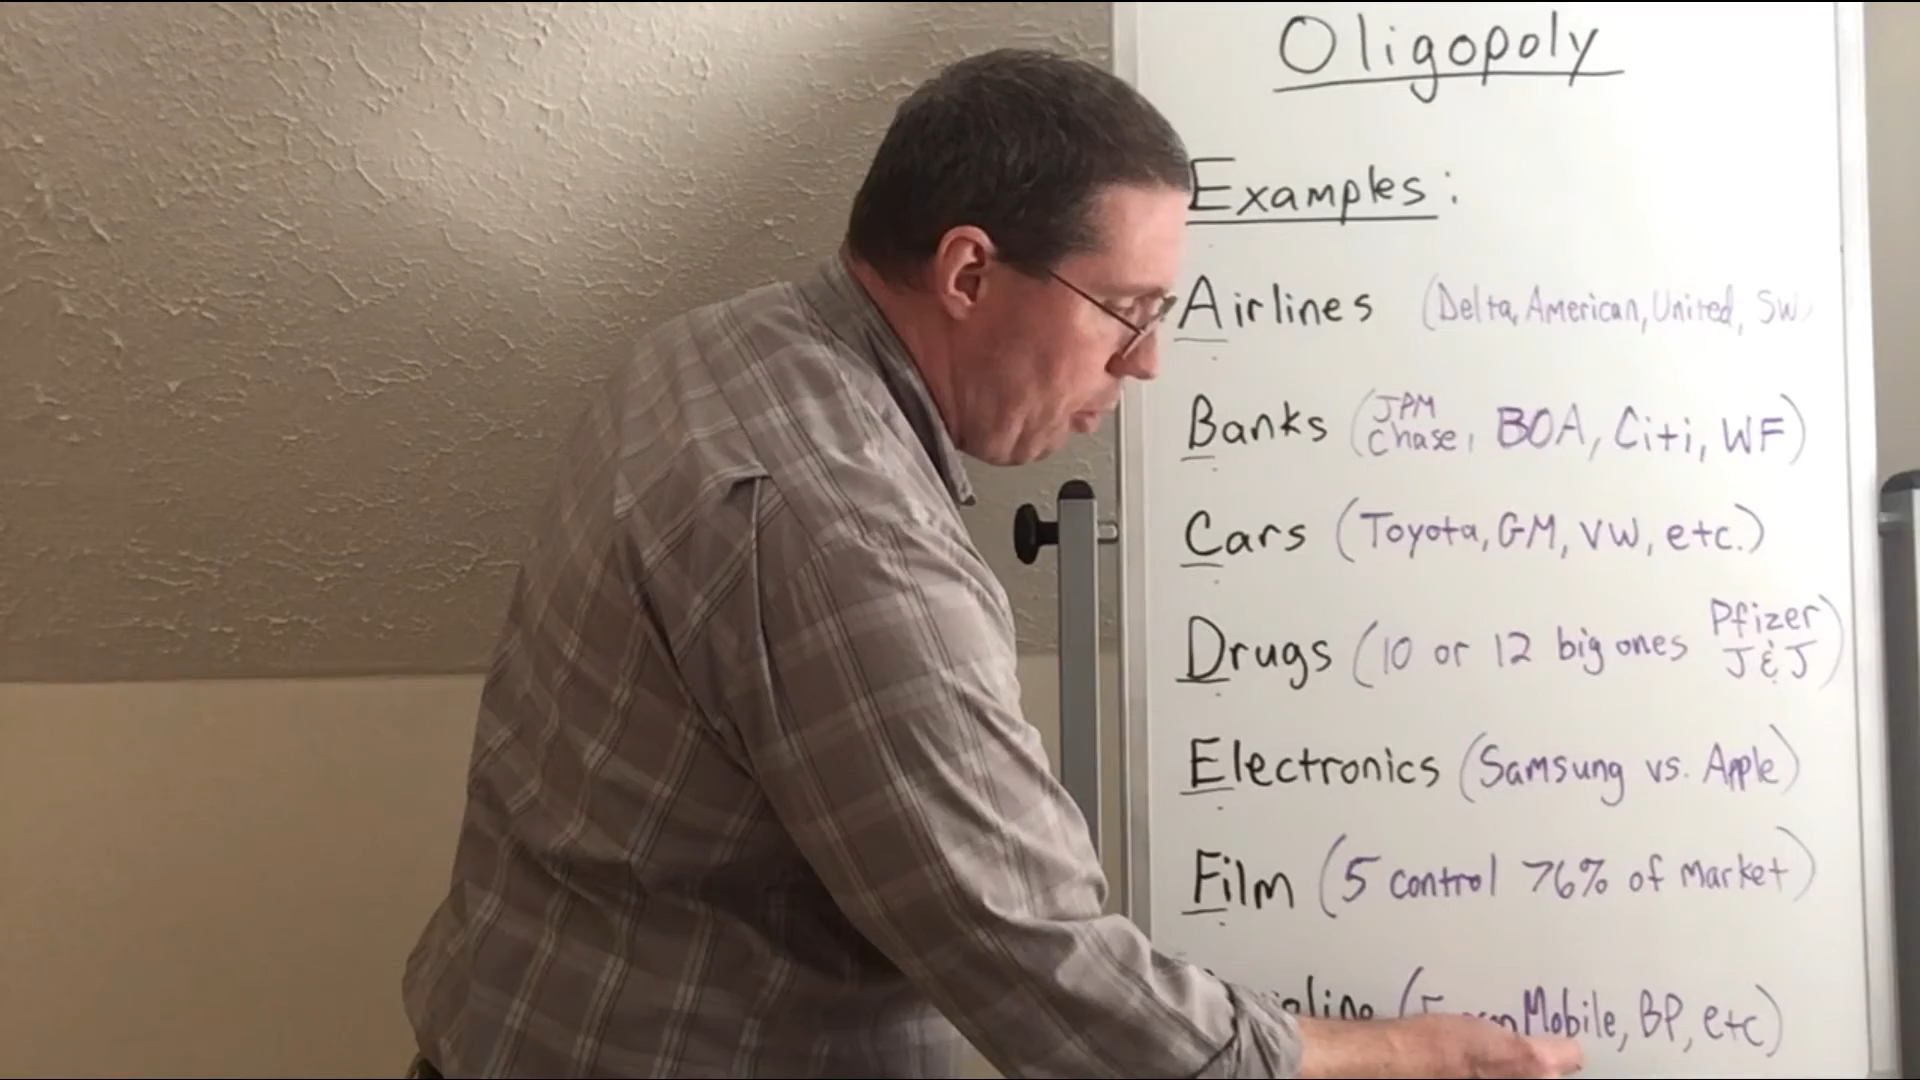 Oligopoly
Examples:
Airlines (Delta, American, United, SW)
Banks (JPM Chase, BOA, Citi, WF)
Cars (Toyota, GM, VW, etc.)
Drugs (10 or 12 big ones Pfizer J & J)
Electronics (Samsung vs. Apple)
Film (5 control 76% of market)
Mobile, BP, etc)